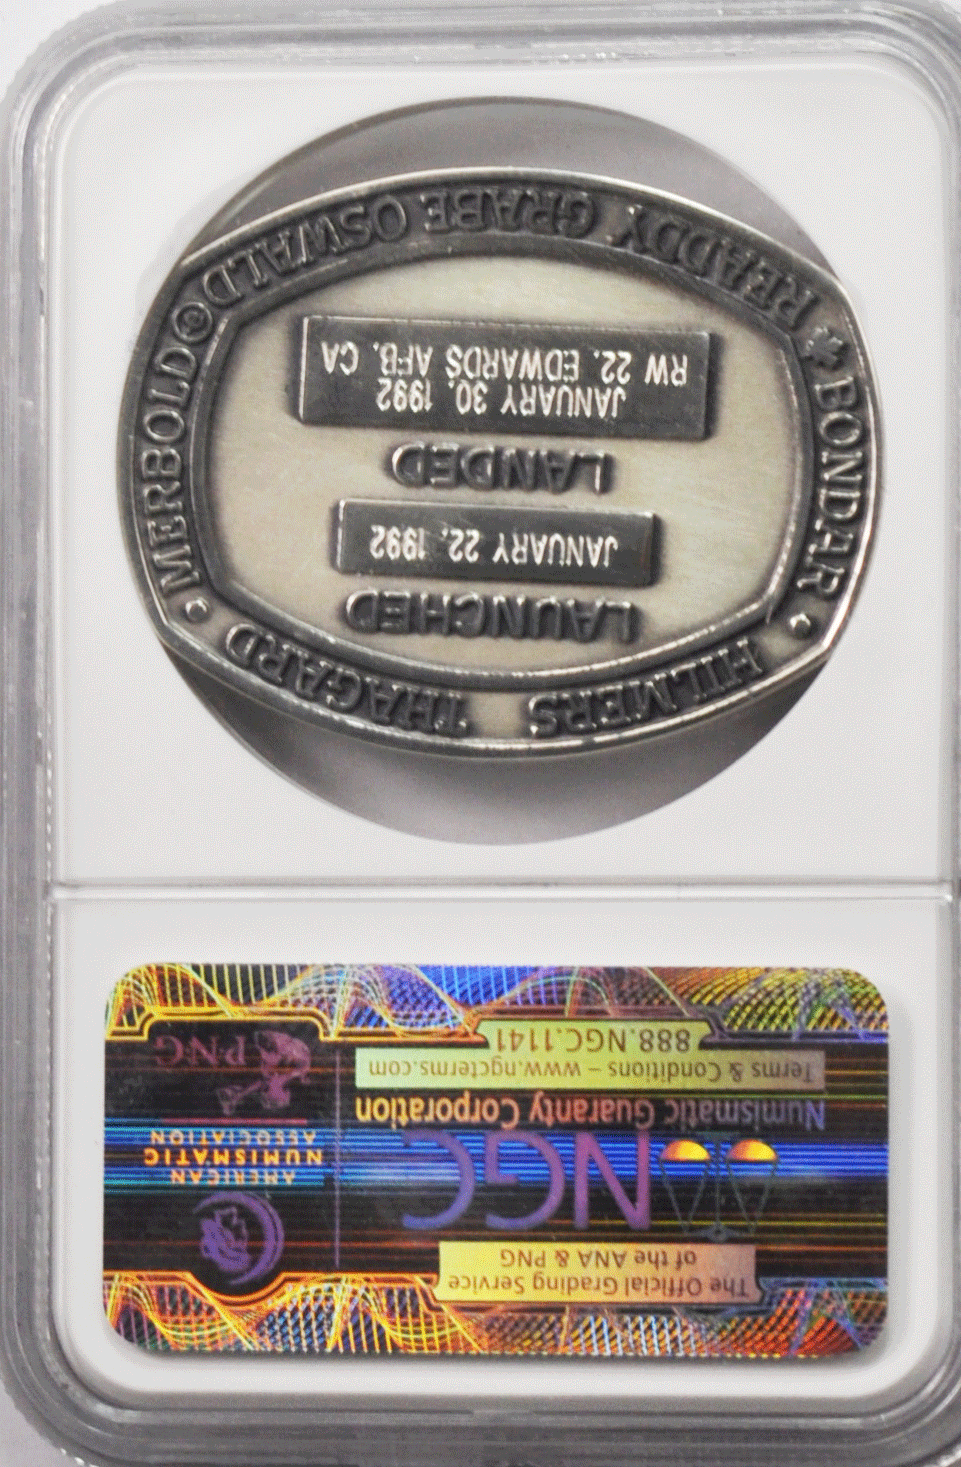 The Official Grading Service
of the ANA & PNG
NGC
Numismatic Guaranty Corporation
Terms & Conditions – www.ngcterms.com
888.NGC.1141
AMERICAN
NUMISMATIC
ASSOCIATION
PNG
HILMERS THAGARD
MERBOLD
READDY GRABE OSWALD
BONDAR
LAUNCHED
JANUARY 22, 1992
LANDED
JANUARY 30, 1992
RW 22, EDWARDS AFB, CA